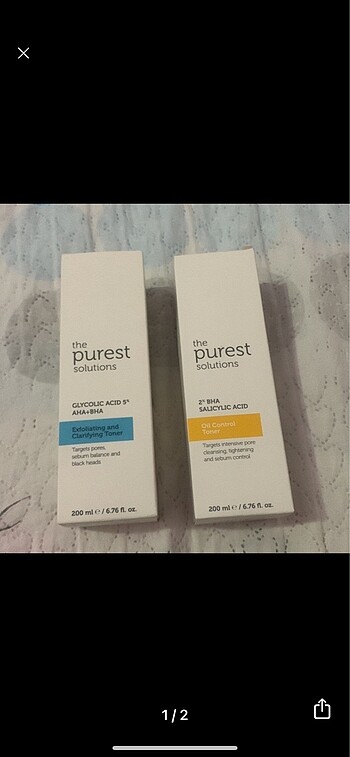 the
purest
solutions
GLYCOLIC ACID 5%
AHA+BHA
Exfoliating and
Clarifying Toner
Targets pores,
sebum balance and
black heads
200 ml ℮ / 6.76 fl. oz.
the
purest
solutions
2% BHA
SALICYLIC ACID
Oil Control
Toner
Targets intensive pore
cleansing, tightening
and sebum control
200 ml ℮ / 6.76 fl. oz.
1/2